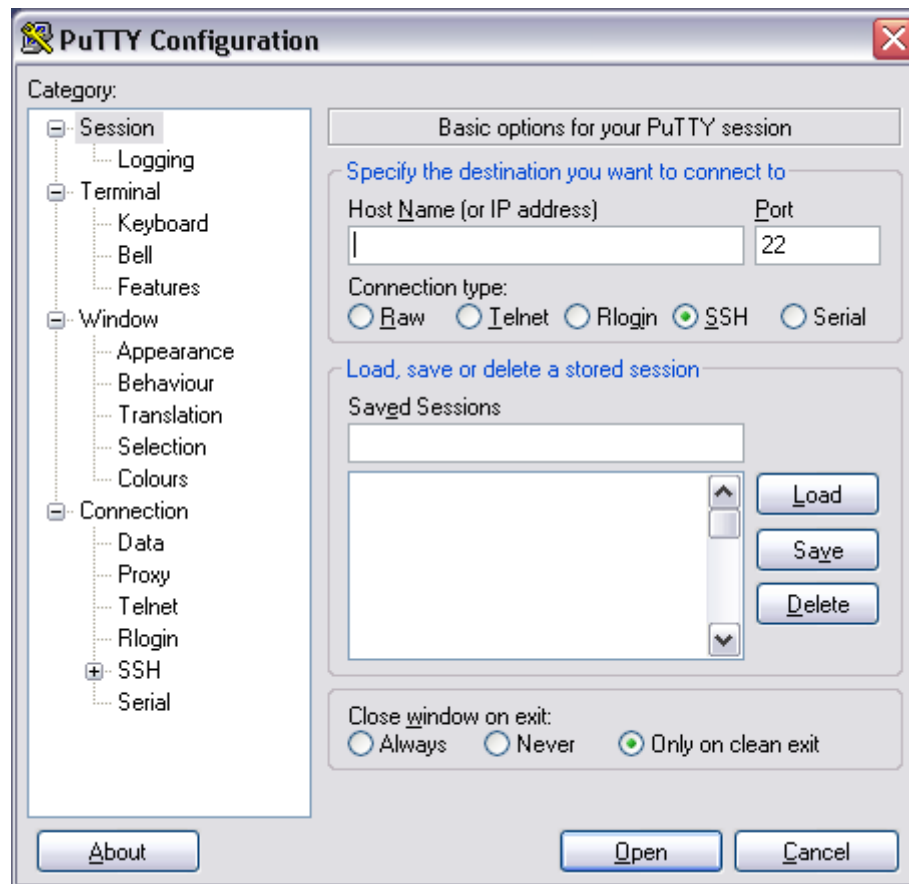 PuTTY Configuration
Category:
Session
Logging
Terminal
Keyboard
Bell
Features
Window
Appearance
Behaviour
Translation
Selection
Colours
Connection
Data
Proxy
Telnet
Rlogin
SSH
Serial
Basic options for your PuTTY session
Specify the destination you want to connect to
Host Name (or IP address) Port
22
Connection type:
Raw Telnet Rlogin SSH Serial
Load, save or delete a stored session
Saved Sessions
Load
Save
Delete
Close window on exit:
Always Never Only on clean exit
About Open Cancel